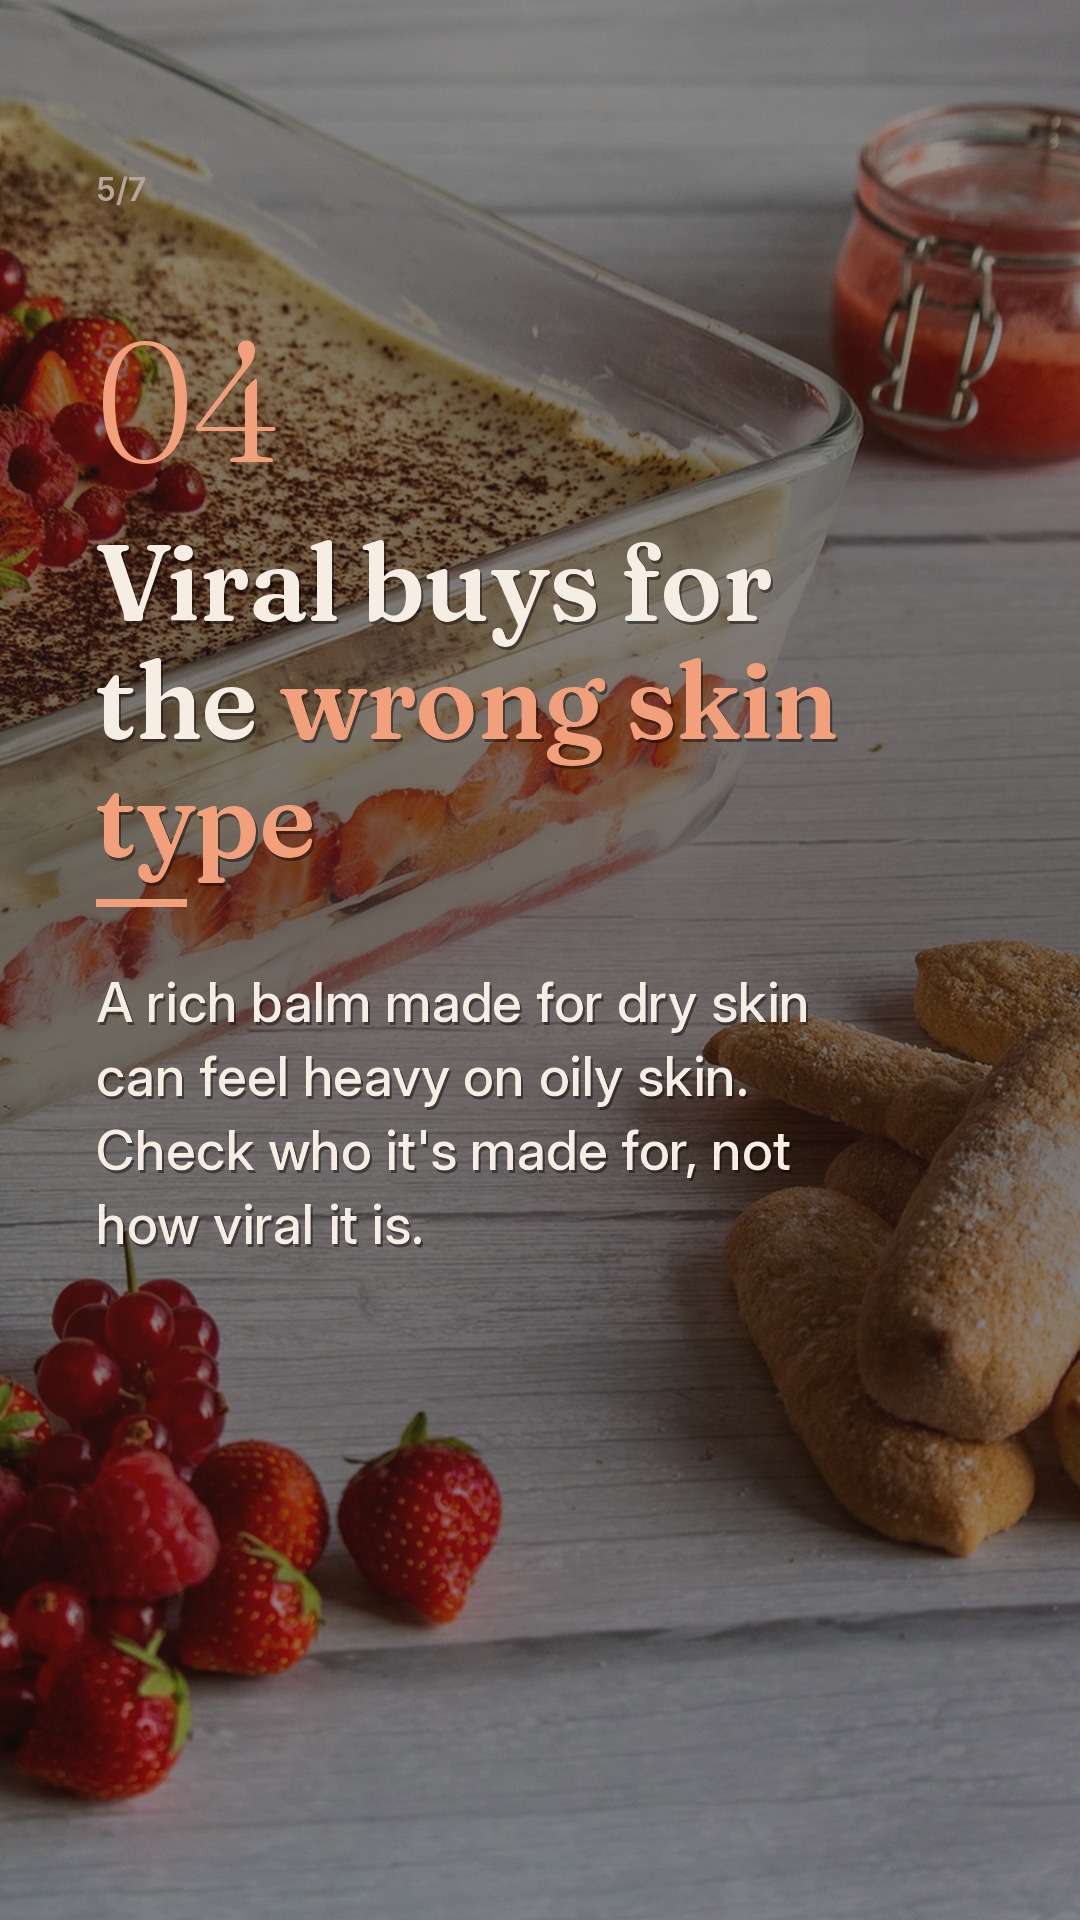 5/7
04
Viral buys for
the wrong skin
type
A rich balm made for dry skin
can feel heavy on oily skin.
Check who it's made for, not
how viral it is.